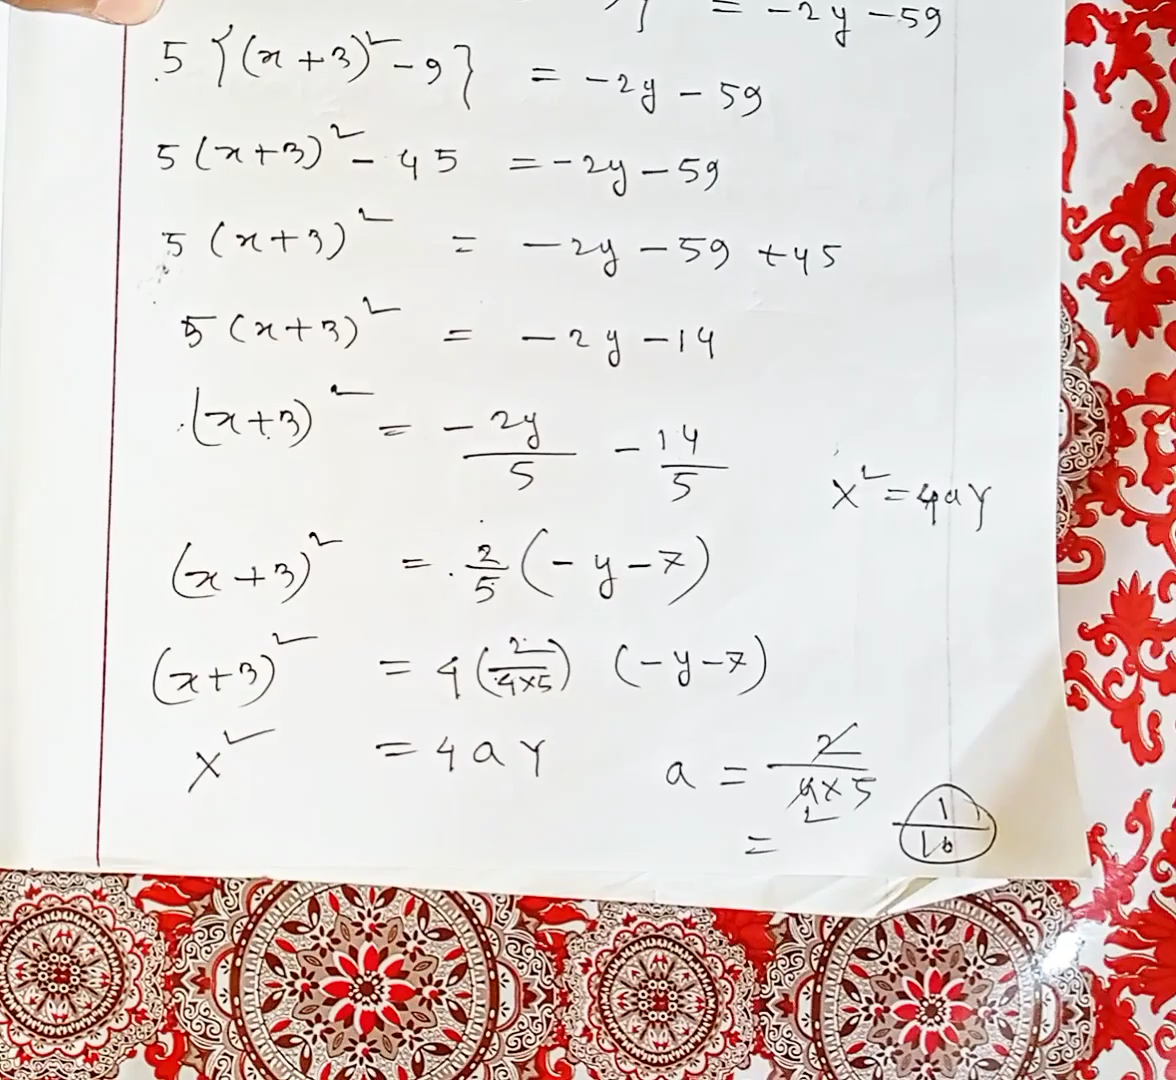 } = -2y - 59
5 {(x+3)² - 9} = -2y - 59
5(x+3)² - 45 = -2y - 59
5(x+3)² = -2y - 59 + 45
5(x+3)² = -2y - 14
(x+3)² = - 2y/5 - 14/5
X² = 4aY
(x+3)² = 2/5 (-y-7)
(x+3)² = 4(2/4×5) (-y-7)
X² = 4aY a = 2/4×5
2
= 1/10